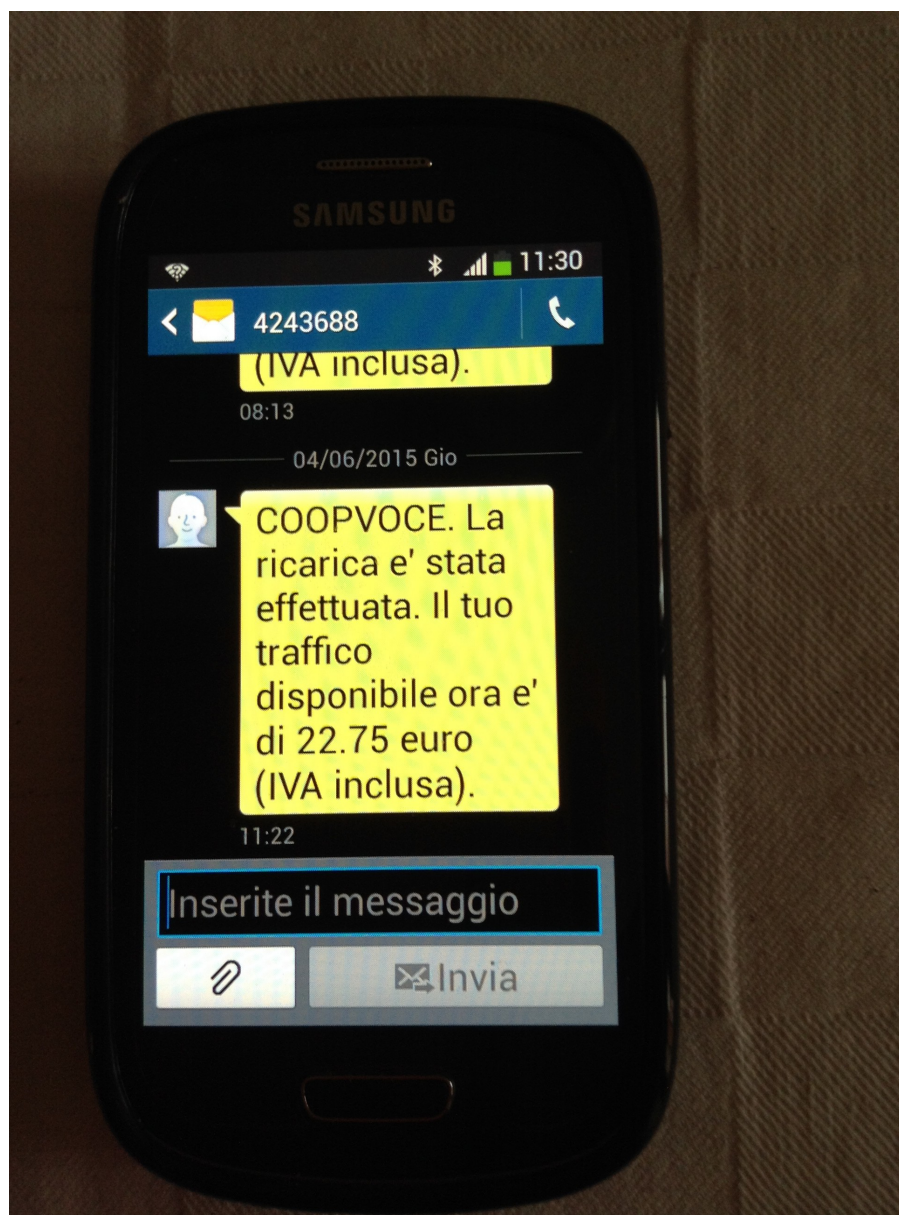 SAMSUNG
11:30
4243688
(IVA inclusa).
08:13
04/06/2015 Gio
COOPVOCE. La
ricarica e' stata
effettuata. Il tuo
traffico
disponibile ora e'
di 22.75 euro
(IVA inclusa).
11:22
Inserite il messaggio
Invia